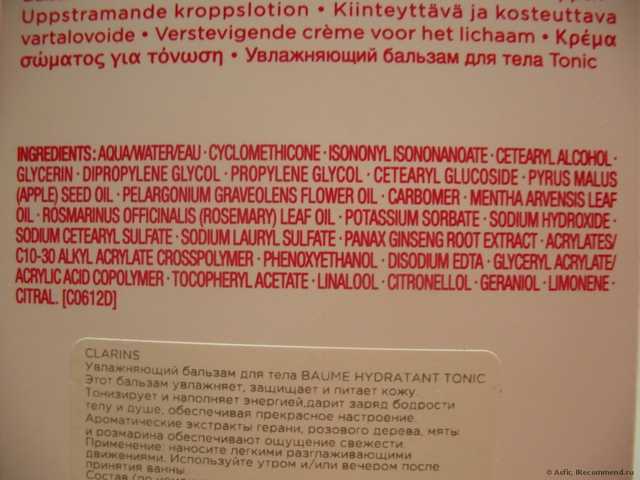 Uppstramande kroppslotion • Kiinteyttävä ja kosteuttava
vartalovoide • Verstevigende crème voor het lichaam • Κρέμα
σώματος για τόνωση • Увлажняющий бальзам для тела Tonic
INGREDIENTS: AQUA/WATER/EAU · CYCLOMETHICONE · ISONONYL ISONONANOATE · CETEARYL ALCOHOL ·
GLYCERIN · DIPROPYLENE GLYCOL · PROPYLENE GLYCOL · CETEARYL GLUCOSIDE · PYRUS MALUS
(APPLE) SEED OIL · PELARGONIUM GRAVEOLENS FLOWER OIL · CARBOMER · MENTHA ARVENSIS LEAF
OIL · ROSMARINUS OFFICINALIS (ROSEMARY) LEAF OIL · POTASSIUM SORBATE · SODIUM HYDROXIDE ·
SODIUM CETEARYL SULFATE · SODIUM LAURYL SULFATE · PANAX GINSENG ROOT EXTRACT · ACRYLATES/
C10-30 ALKYL ACRYLATE CROSSPOLYMER · PHENOXYETHANOL · DISODIUM EDTA · GLYCERYL ACRYLATE/
ACRYLIC ACID COPOLYMER · TOCOPHERYL ACETATE · LINALOOL · CITRONELLOL · GERANIOL · LIMONENE ·
CITRAL. [C0612D]
CLARINS
Увлажняющий бальзам для тела BAUME HYDRATANT TONIC
Этот бальзам увлажняет, защищает и питает кожу.
Тонизирует и наполняет энергией,дарит заряд бодрости
телу и душе, обеспечивая прекрасное настроение.
Ароматические экстракты герани, розового дерева, мяты
и розмарина обеспечивают ощущение свежести.
Применение: наносите легкими разглаживающими
движениями. Используйте утром и/или вечером после
принятия ванны.
Состав (по
© Asfic, IRecommend.ru